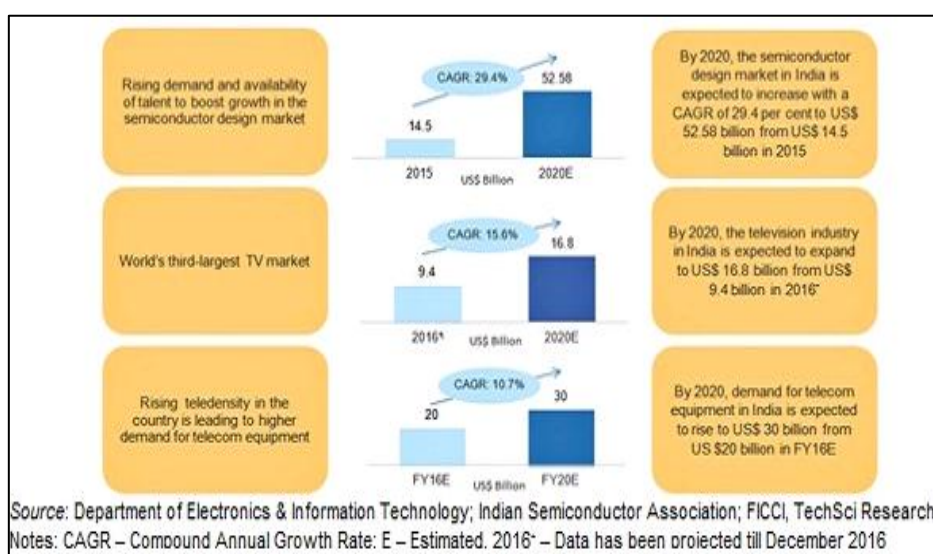 Rising demand and availability
of talent to boost growth in the
semiconductor design market
CAGR: 29.4%
14.5
52.58
2015
US$ Billion
2020E
By 2020, the semiconductor
design market in India is
expected to increase with a
CAGR of 29.4 per cent to US$
52.58 billion from US$ 14.5
billion in 2015
World's third-largest TV market
CAGR: 15.6%
9.4
16.8
2016*
US$ Billion
2020E
By 2020, the television industry
in India is expected to expand
to US$ 16.8 billion from US$
9.4 billion in 2016*
Rising teledensity in the
country is leading to higher
demand for telecom equipment
CAGR: 10.7%
20
30
FY16E
US$ Billion
FY20E
By 2020, demand for telecom
equipment in India is expected
to rise to US$ 30 billion from
US $20 billion in FY16E
Source: Department of Electronics & Information Technology; Indian Semiconductor Association; FICCI, TechSci Research
Notes: CAGR – Compound Annual Growth Rate; E – Estimated, 2016* – Data has been projected till December 2016